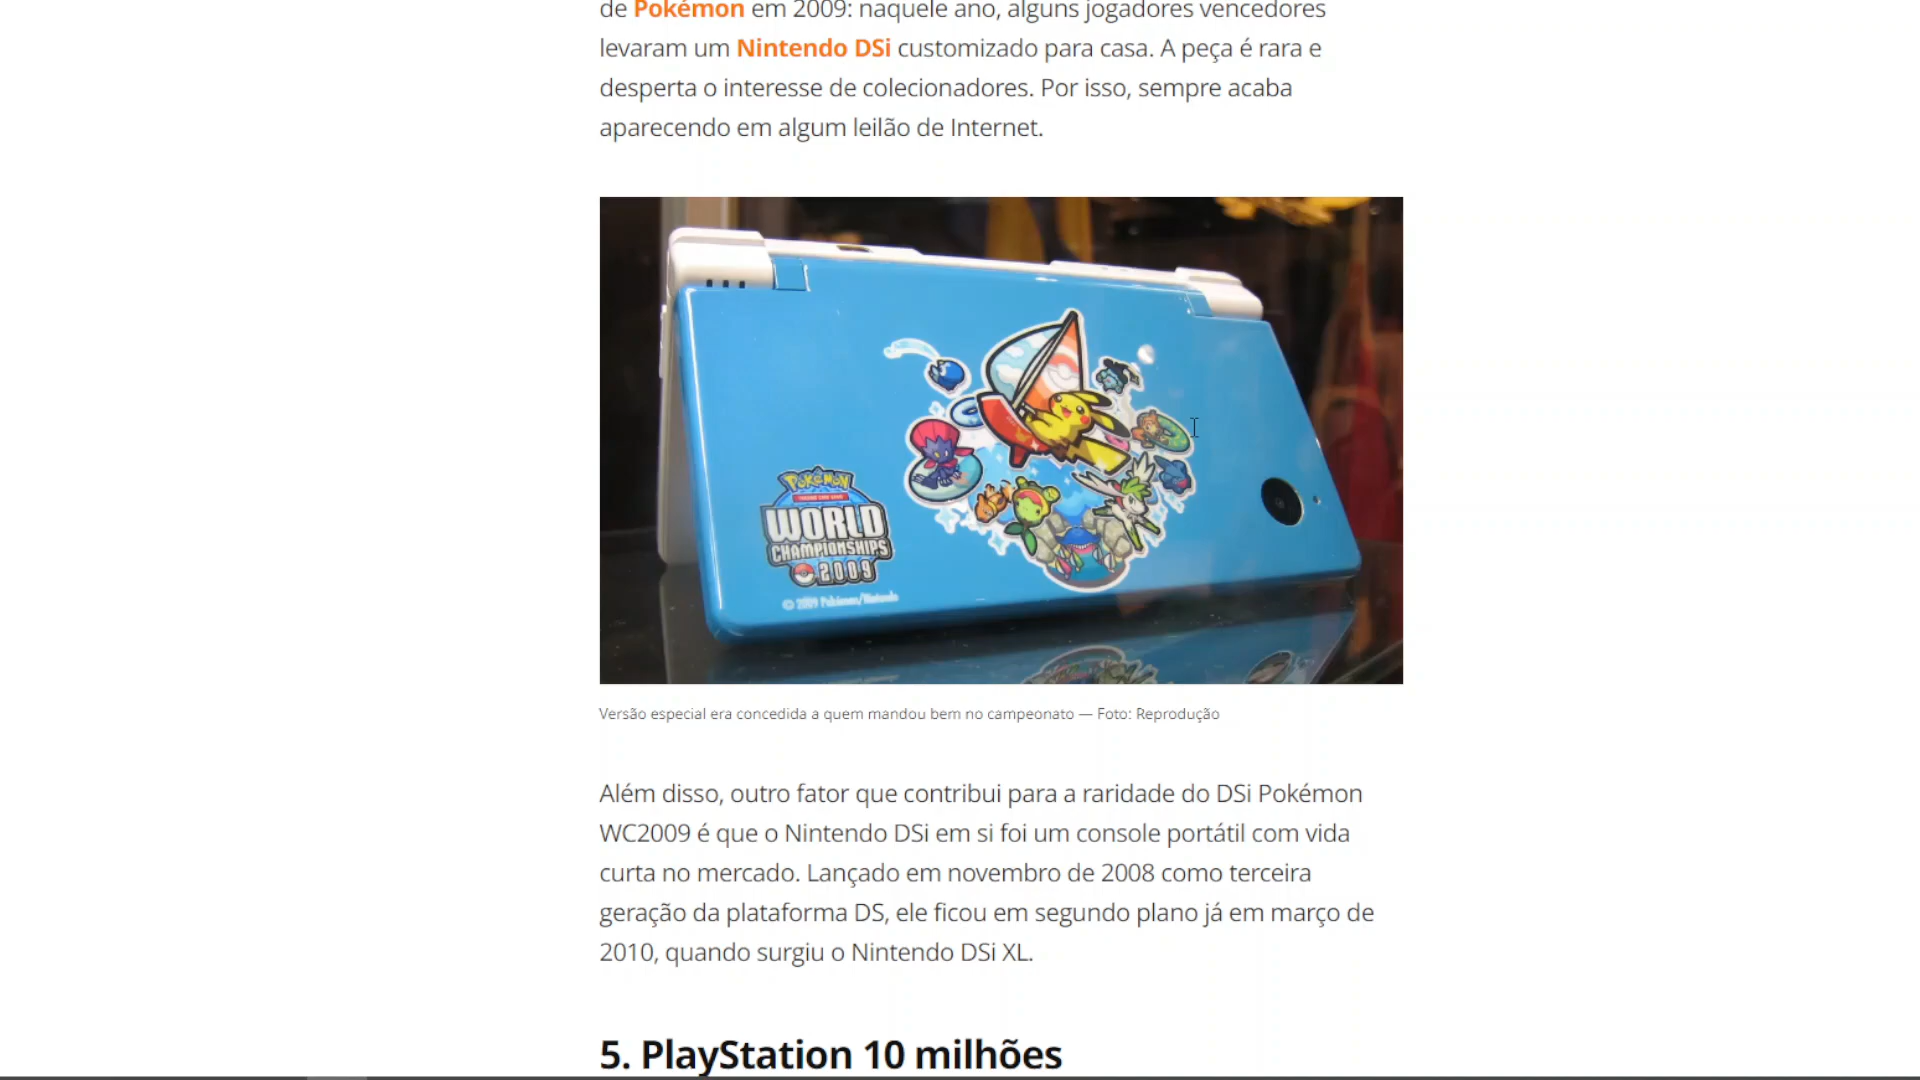 de Pokémon em 2009: naquele ano, alguns jogadores vencedores
levaram um Nintendo DSi customizado para casa. A peça é rara e
desperta o interesse de colecionadores. Por isso, sempre acaba
aparecendo em algum leilão de Internet.
POKéMON
WORLD
CHAMPIONSHIPS
2009
© 2009 Pokémon/Nintendo
Versão especial era concedida a quem mandou bem no campeonato — Foto: Reprodução
Além disso, outro fator que contribui para a raridade do DSi Pokémon
WC2009 é que o Nintendo DSi em si foi um console portátil com vida
curta no mercado. Lançado em novembro de 2008 como terceira
geração da plataforma DS, ele ficou em segundo plano já em março de
2010, quando surgiu o Nintendo DSi XL.
5. PlayStation 10 milhões